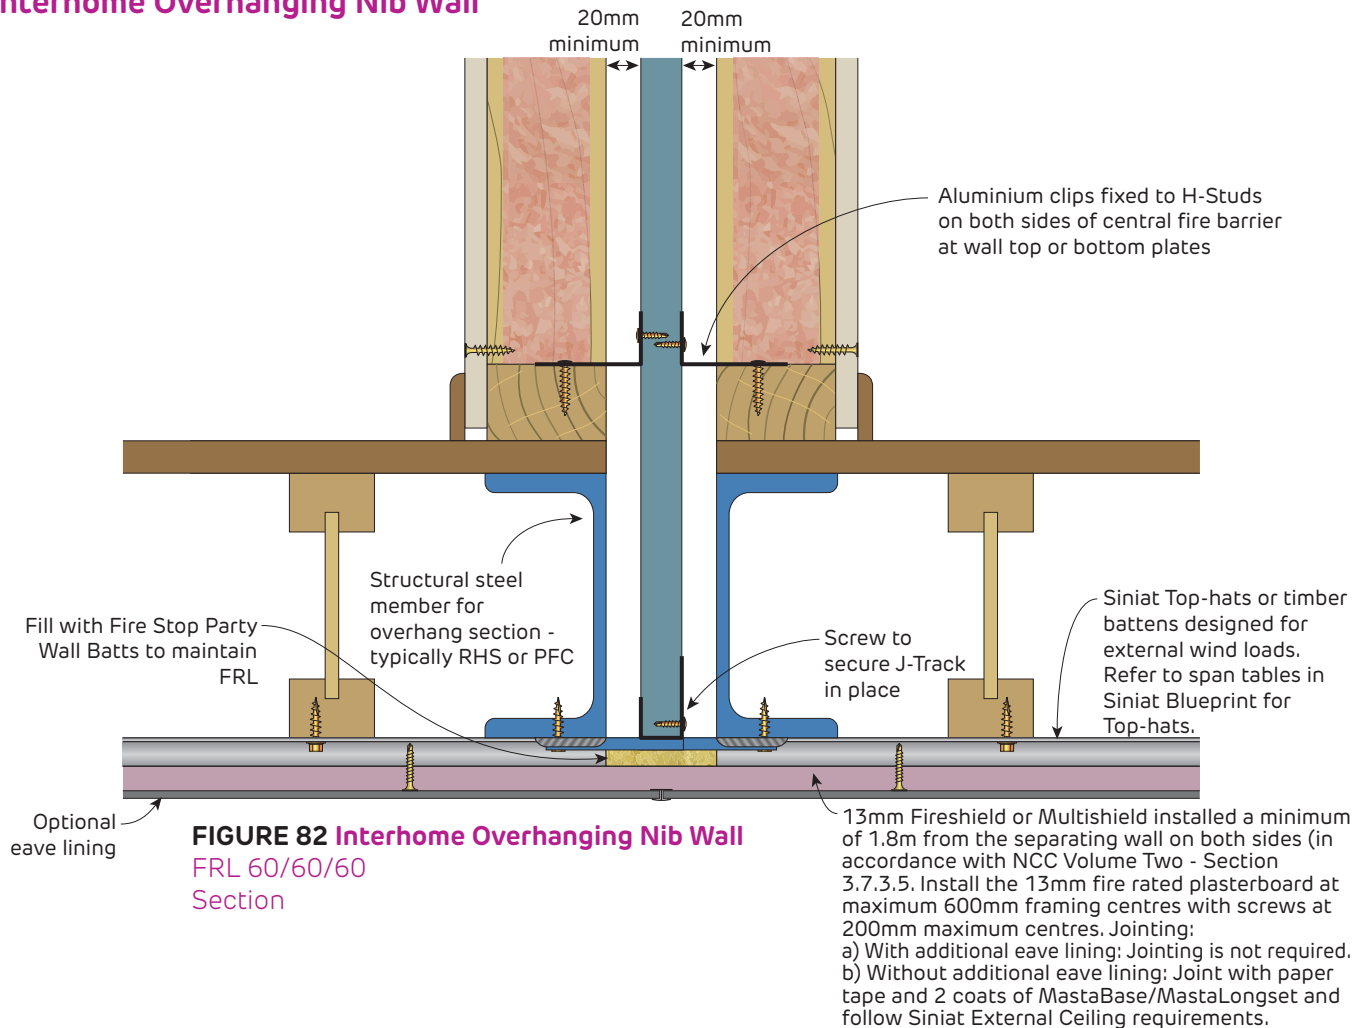 Interhome Overhanging Nib Wall
20mm
minimum
20mm
minimum
Aluminium clips fixed to H-Studs
on both sides of central fire barrier
at wall top or bottom plates
Structural steel
member for
overhang section -
typically RHS or PFC
Fill with Fire Stop Party
Wall Batts to maintain
FRL
Screw to
secure J-Track
in place
Siniat Top-hats or timber
battens designed for
external wind loads.
Refer to span tables in
Siniat Blueprint for
Top-hats.
Optional
eave lining
FIGURE 82 Interhome Overhanging Nib Wall
FRL 60/60/60
Section
13mm Fireshield or Multishield installed a minimum
of 1.8m from the separating wall on both sides (in
accordance with NCC Volume Two - Section
3.7.3.5. Install the 13mm fire rated plasterboard at
maximum 600mm framing centres with screws at
200mm maximum centres. Jointing:
a) With additional eave lining: Jointing is not required.
b) Without additional eave lining: Joint with paper
tape and 2 coats of MastaBase/MastaLongset and
follow Siniat External Ceiling requirements.